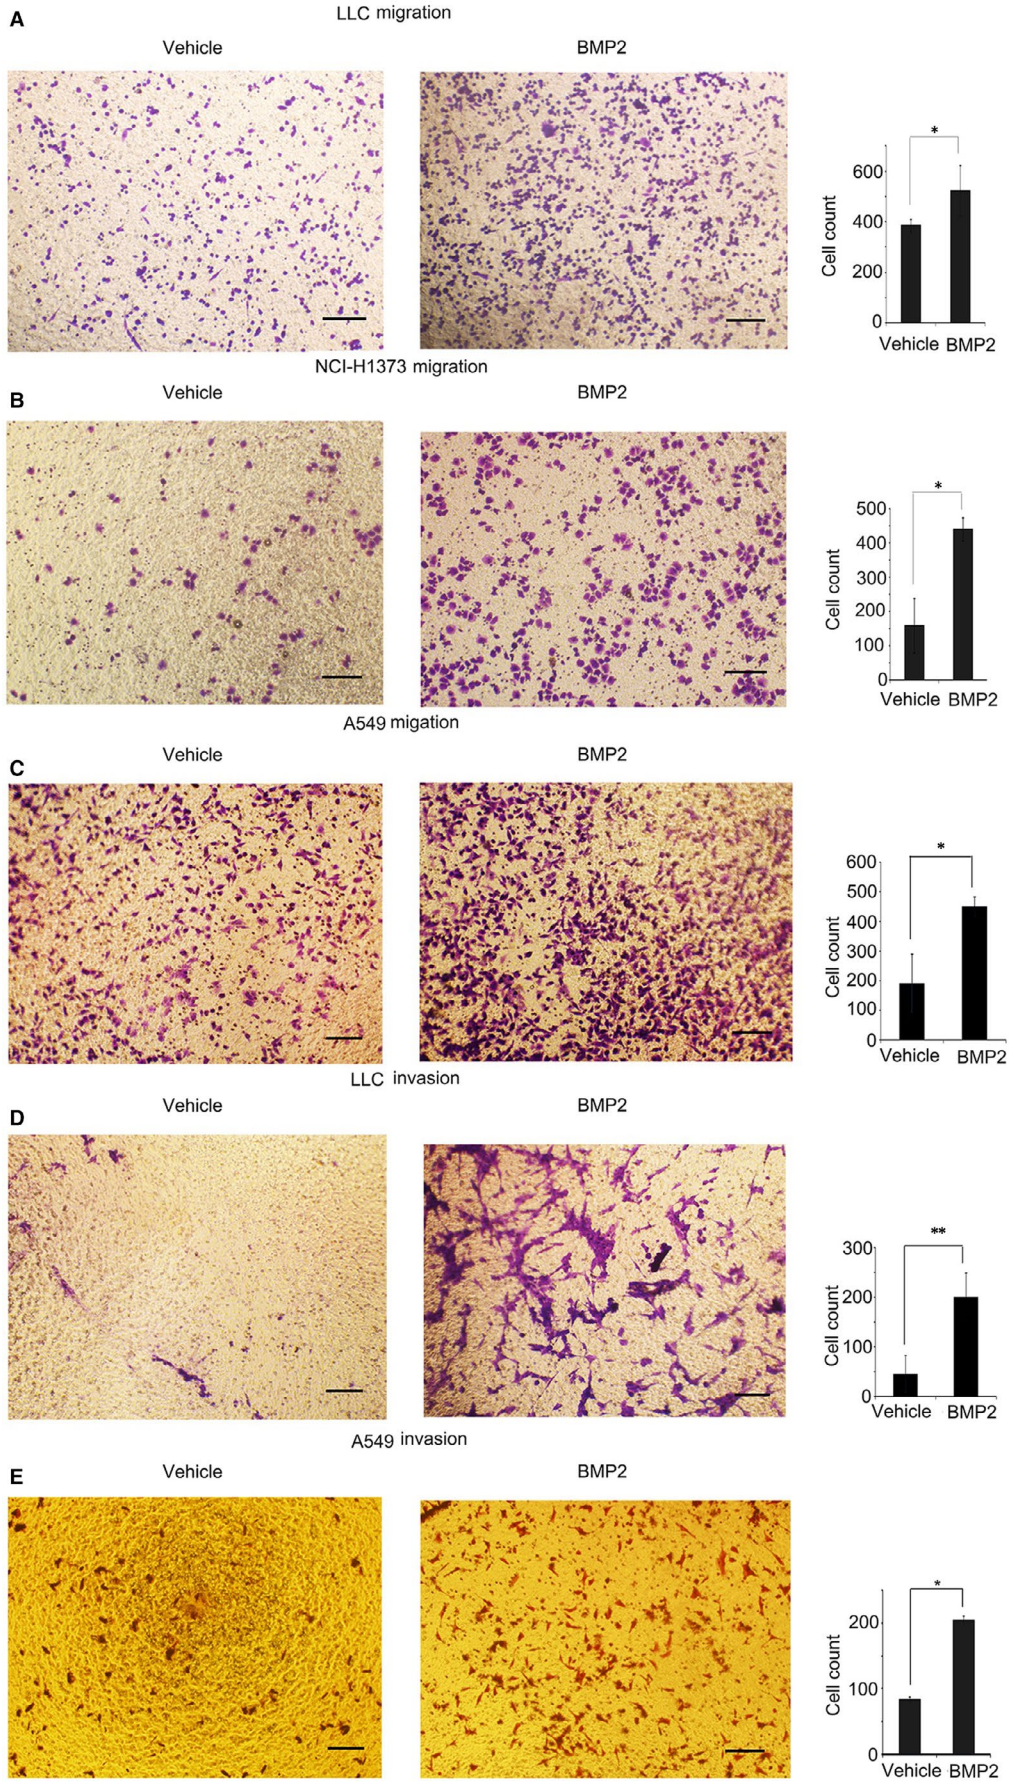 A
LLC migration
Vehicle BMP2
*
600
400
200
0
Cell count
Vehicle BMP2
NCI-H1373 migration
B
Vehicle BMP2
*
500
400
300
200
100
0
Cell count
Vehicle BMP2
A549 migation
C
Vehicle BMP2
*
600
500
400
300
200
100
0
Cell count
Vehicle BMP2
LLC invasion
D
Vehicle BMP2
**
300
200
100
0
Cell count
Vehicle BMP2
A549 invasion
E
Vehicle BMP2
*
200
100
0
Cell count
Vehicle BMP2